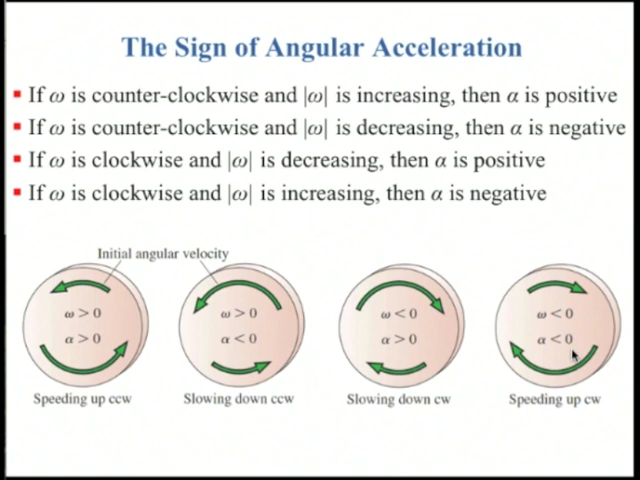 The Sign of Angular Acceleration
▪ If ω is counter-clockwise and |ω| is increasing, then α is positive
▪ If ω is counter-clockwise and |ω| is decreasing, then α is negative
▪ If ω is clockwise and |ω| is decreasing, then α is positive
▪ If ω is clockwise and |ω| is increasing, then α is negative
Initial angular velocity
ω > 0
α > 0
Speeding up ccw
ω > 0
α < 0
Slowing down ccw
ω < 0
α > 0
Slowing down cw
ω < 0
α < 0
Speeding up cw